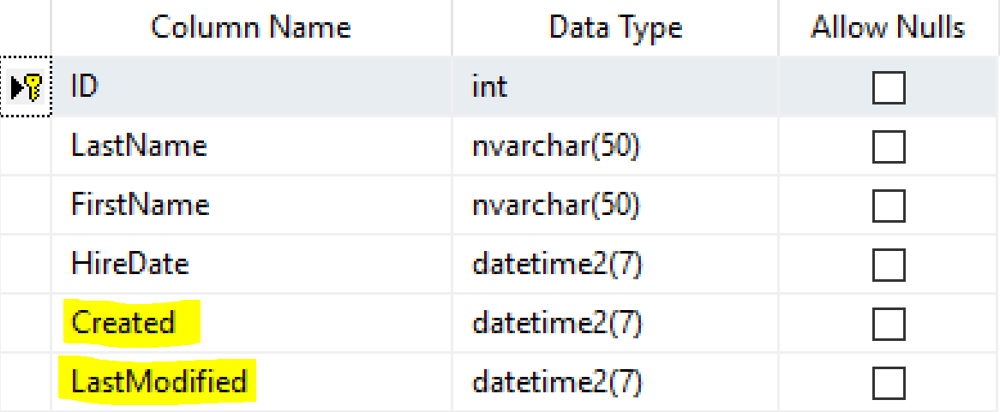 Column Name Data Type Allow Nulls
ID int
LastName nvarchar(50)
FirstName nvarchar(50)
HireDate datetime2(7)
Created datetime2(7)
LastModified datetime2(7)